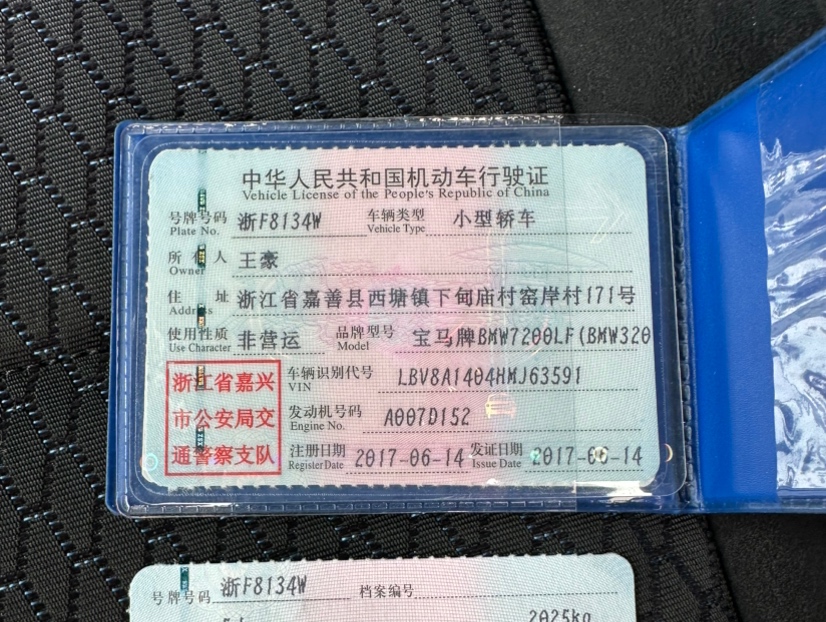 中华人民共和国机动车行驶证
Vehicle License of the People's Republic of China
号牌号码 浙F8134W 车辆类型 小型轿车
Plate No. Vehicle Type
所有人 王豪
Owner
住 址 浙江省嘉善县西塘镇下甸庙村窑岸村171号
Address
使用性质 非营运 品牌型号 宝马牌BMW7200LF(BMW320
Use Character Model
浙江省嘉兴
市公安局交
通警察支队
车辆识别代号 LBV8A1404HMJ63591
VIN
发动机号码 A007D152
Engine No.
注册日期 2017-06-14 发证日期 2017-06-14
Register Date Issue Date
号牌号码 浙F8134W 档案编号
2025kg